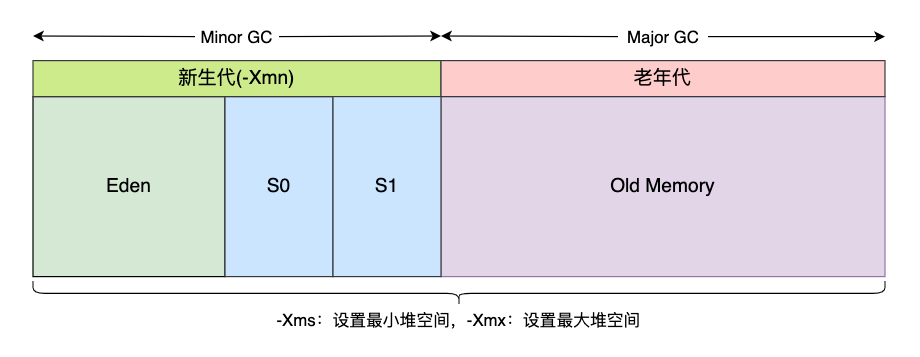 Minor GC
Major GC
新生代(-Xmn)
老年代
Eden
S0
S1
Old Memory
-Xms：设置最小堆空间，-Xmx：设置最大堆空间